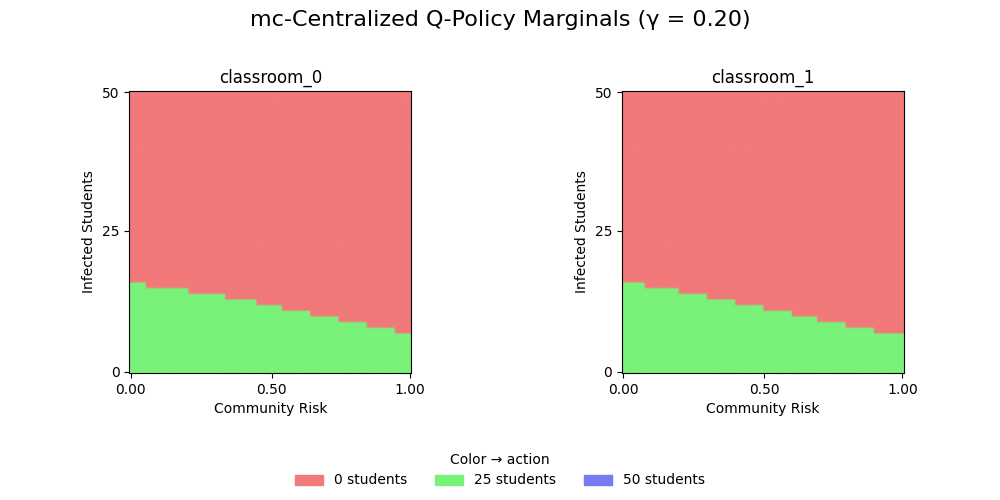 mc-Centralized Q-Policy Marginals (γ = 0.20)
classroom_0
classroom_1
50
25
0
Infected Students
0.00
0.50
1.00
Community Risk
50
25
0
Infected Students
0.00
0.50
1.00
Community Risk
Color → action
0 students
25 students
50 students